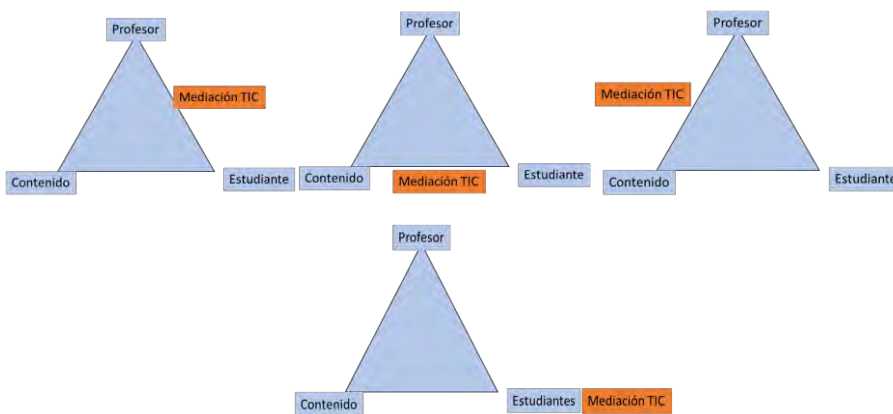 Profesor
Mediación TIC
Contenido
Estudiante
Profesor
Contenido
Mediación TIC
Estudiante
Profesor
Mediación TIC
Contenido
Estudiante
Profesor
Contenido
Estudiantes
Mediación TIC